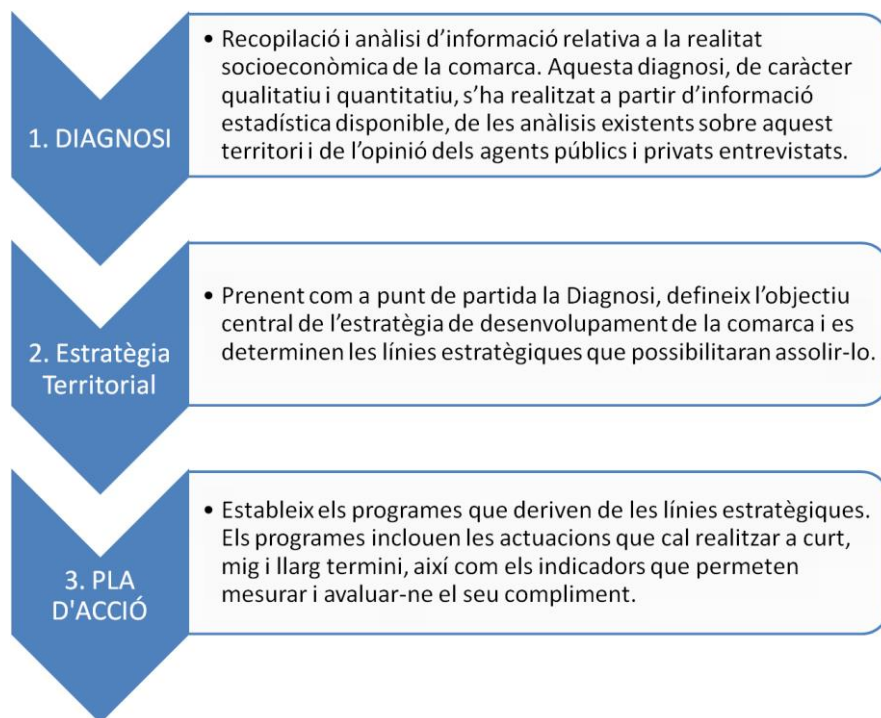 1. DIAGNOSI
• Recopilació i anàlisi d’informació relativa a la realitat
socioeconòmica de la comarca. Aquesta diagnosi, de caràcter
qualitatiu i quantitatiu, s’ha realitzat a partir d’informació
estadística disponible, de les anàlisis existents sobre aquest
territori i de l’opinió dels agents públics i privats entrevistats.
2. Estratègia
Territorial
• Prenent com a punt de partida la Diagnosi, defineix l’objectiu
central de l’estratègia de desenvolupament de la comarca i es
determinen les línies estratègiques que possibilitaran assolir-lo.
3. PLA
D'ACCIÓ
• Estableix els programes que deriven de les línies estratègiques.
Els programes inclouen les actuacions que cal realitzar a curt,
mig i llarg termini, així com els indicadors que permeten
mesurar i avaluar-ne el seu compliment.